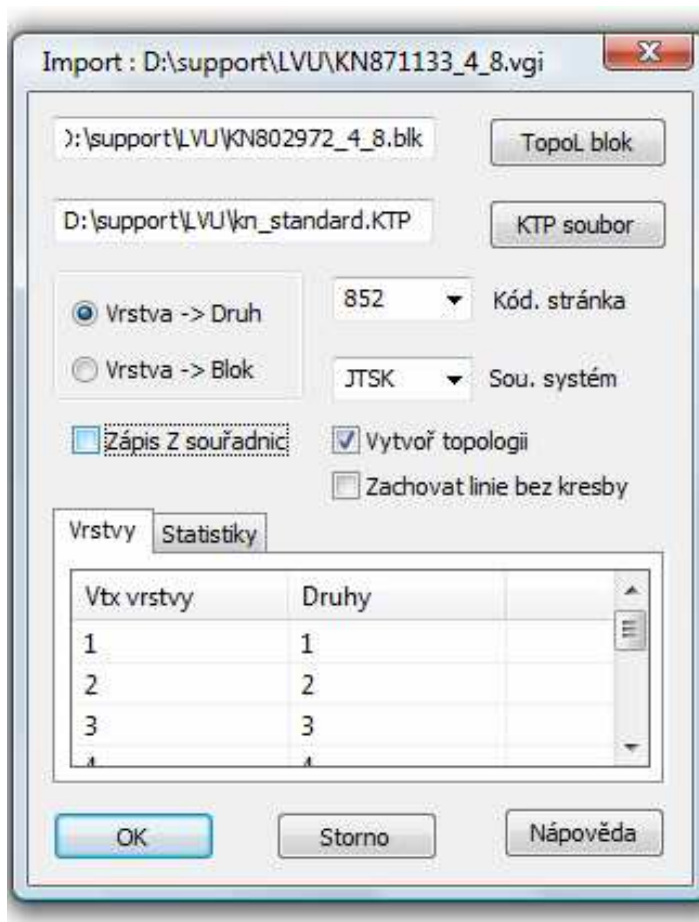 Import : D:\support\LVU\KN871133_4_8.vgi
):\support\LVU\KN802972_4_8.blk TopoL blok
D:\support\LVU\kn_standard.KTP KTP soubor
Vrstva -> Druh 852 Kód. stránka
Vrstva -> Blok JTSK Sou. systém
Zápis Z souřadnic Vytvoř topologii
Zachovat linie bez kresby
Vrstvy Statistiky
Vtx vrstvy Druhy
1 1
2 2
3 3
4 4
OK Storno Nápověda